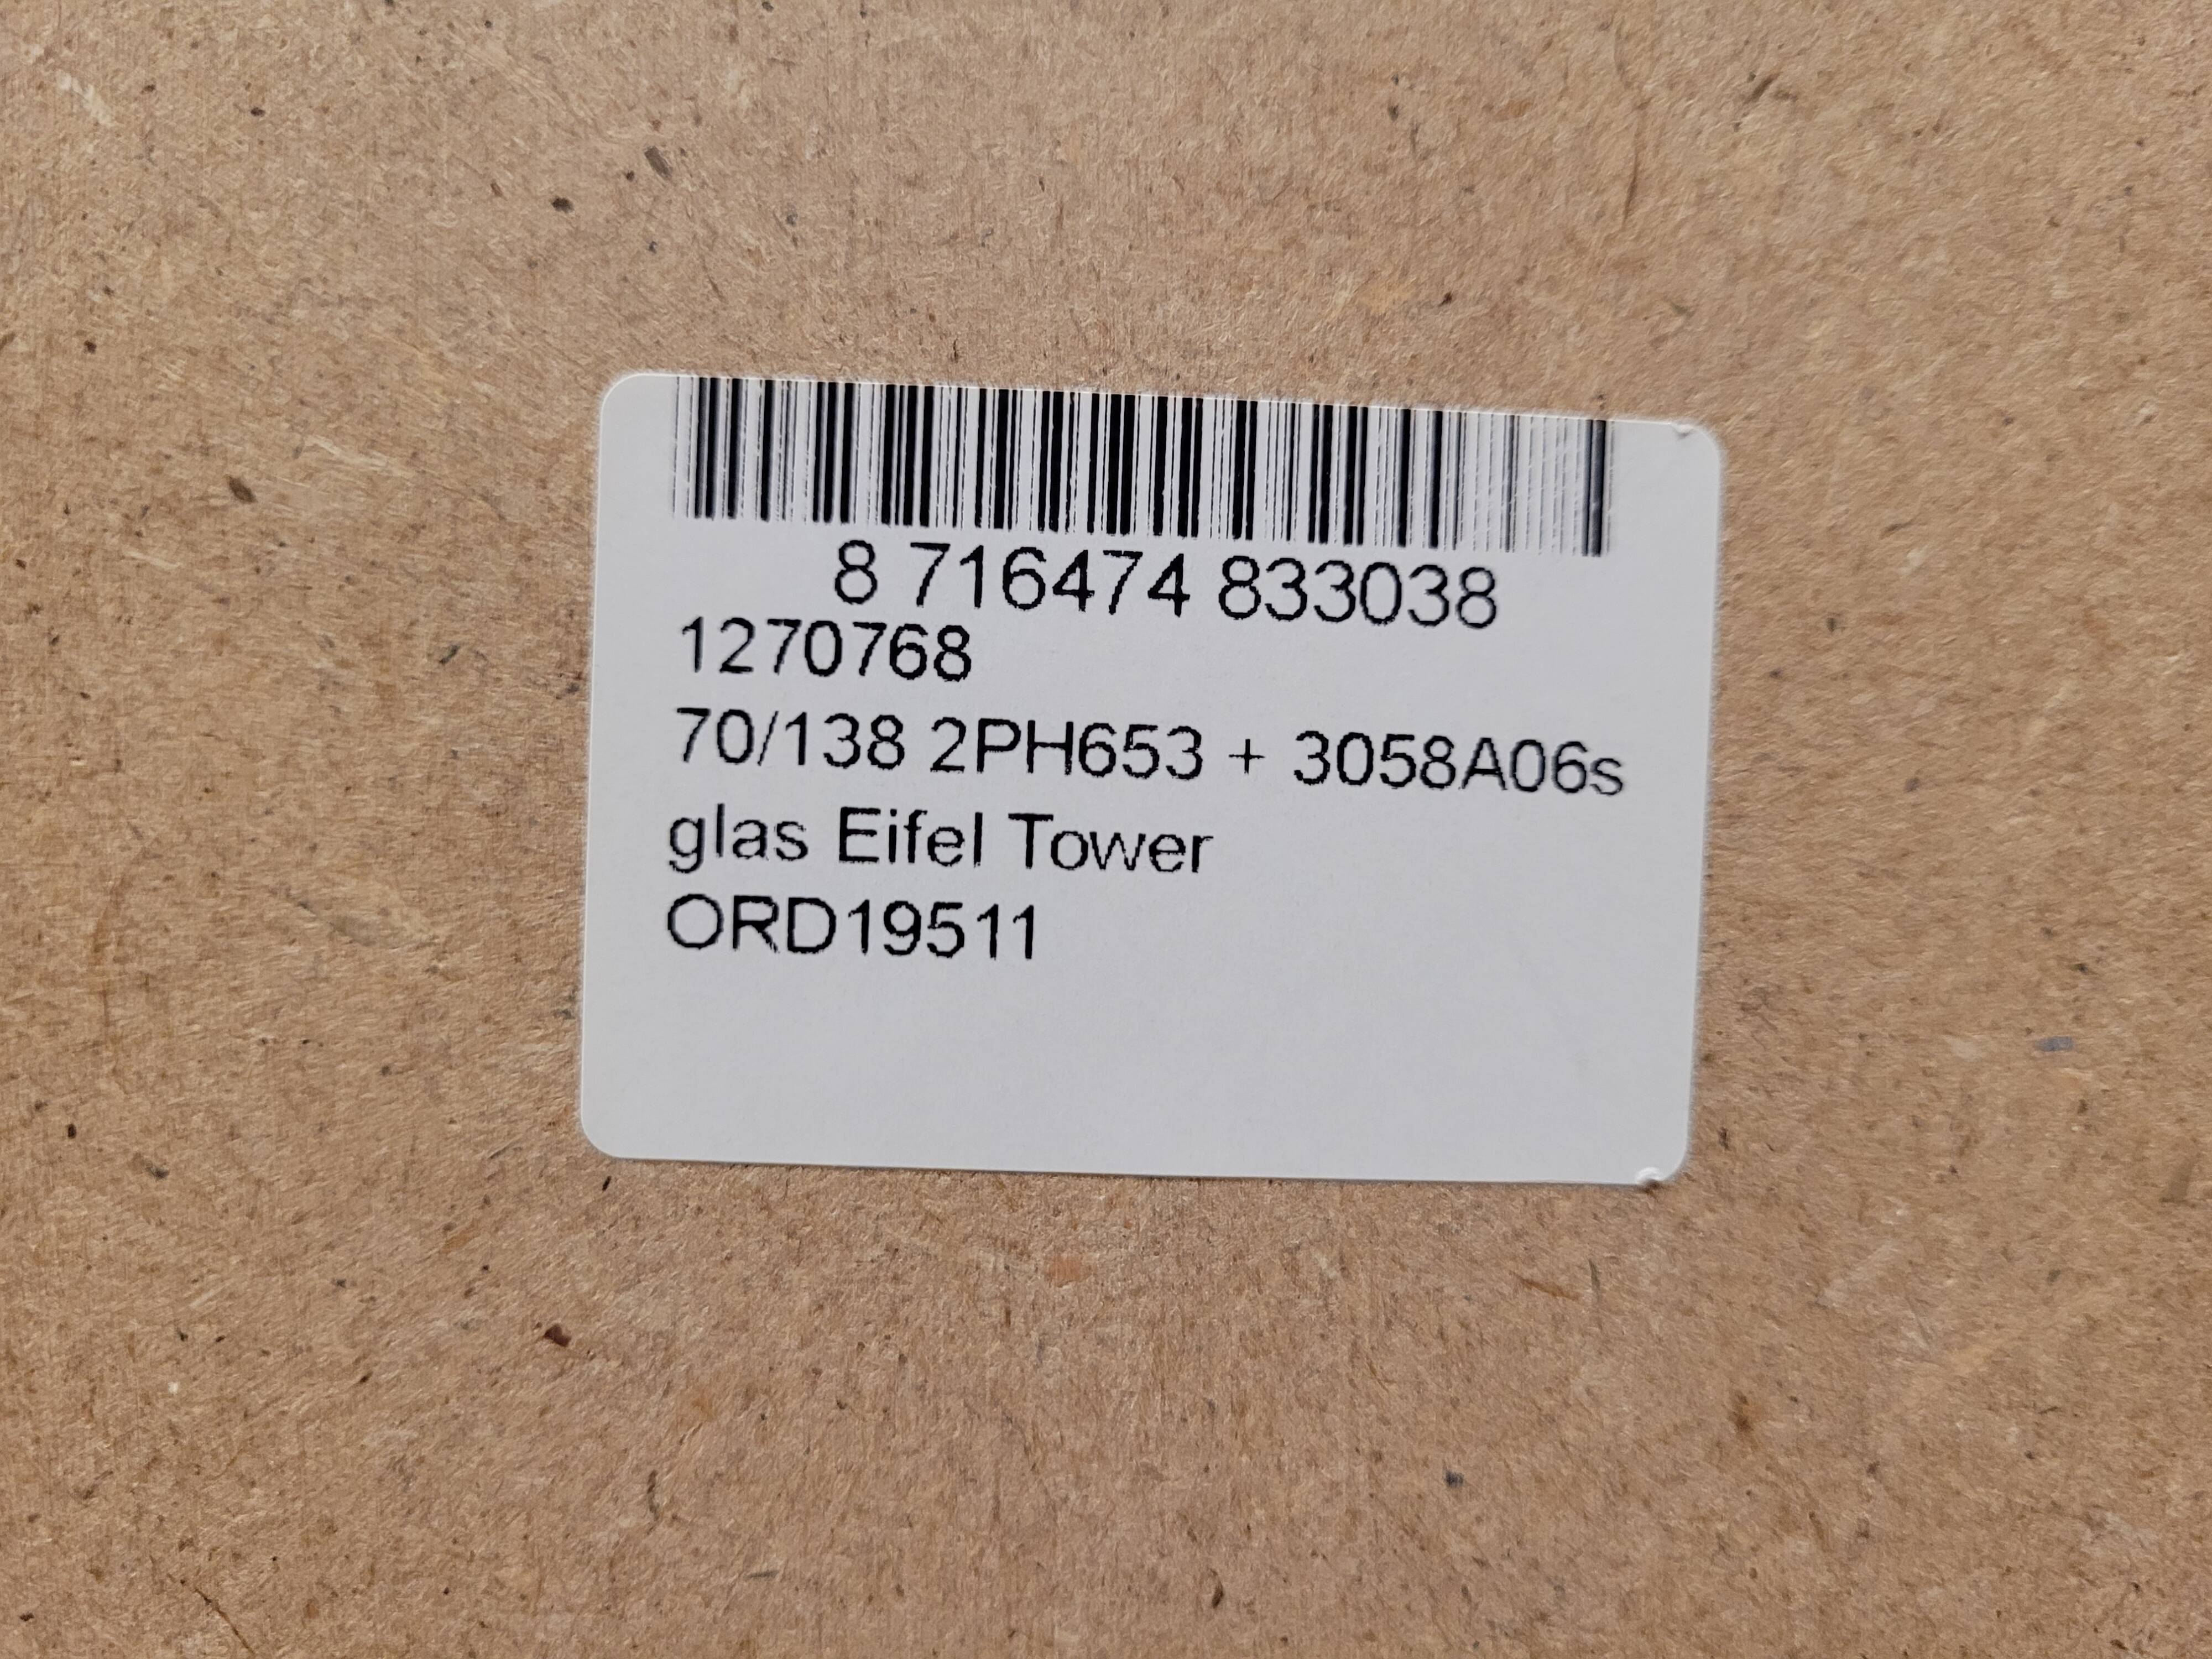 8 716474 833038
1270768
70/138 2PH653 + 3058A06s
glas Eifel Tower
ORD19511